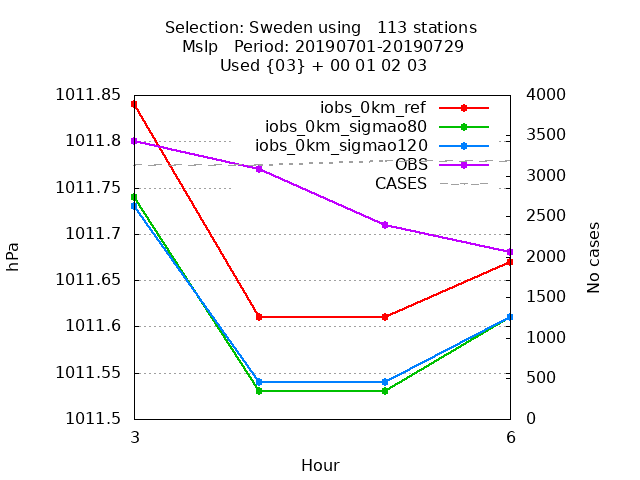 Selection: Sweden using   113 stations
Mslp   Period: 20190701-20190729
Used {03} + 00 01 02 03
iobs_0km_ref
iobs_0km_sigmao80
iobs_0km_sigmao120
OBS
CASES
hPa
1011.85
1011.8
1011.75
1011.7
1011.65
1011.6
1011.55
1011.5
4000
3500
3000
2500
2000
1500
1000
500
0
No cases
3
6
Hour